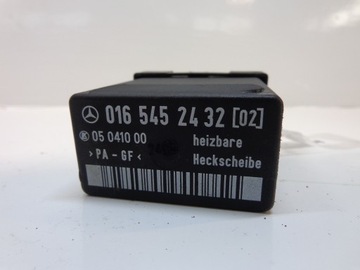 016 545 24 32 [02]
05 0410 00 heizbare
>PA-GF< Heckscheibe